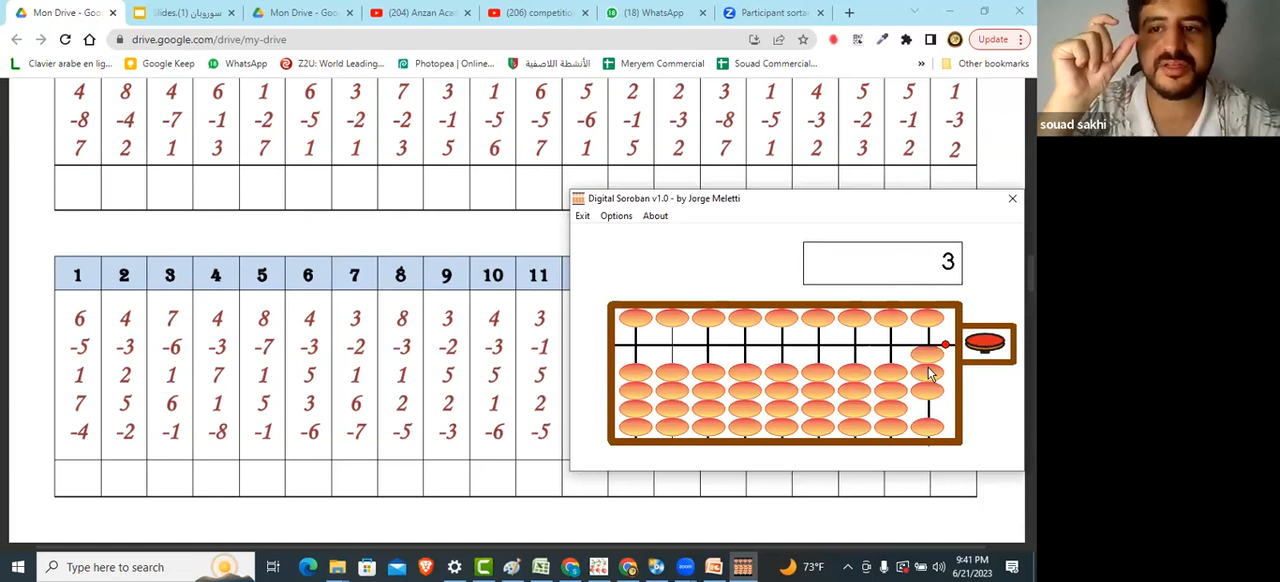 Mon Drive - Goo
Slides.(1) سوروبان
Mon Drive - Goo
(204) Anzan Aca
(206) competitio
(18) WhatsApp
Participant sorta
drive.google.com/drive/my-drive
Update
Clavier arabe en lig...
Google Keep
WhatsApp
Z2U: World Leading...
Photopea | Online...
الأنشطة اللاصفية
Meryem Commercial
Souad Commercial...
»
Other bookmarks
4 8 4 6 1 6 3 7 3 1 6 5 2 2 3 1 4 5 5 1
-8 -4 -7 -1 -2 -5 -2 -2 -1 -5 -5 -6 -1 -3 -8 -5 -3 -2 -1 -3
7 2 1 3 7 1 1 3 5 6 7 1 5 2 7 1 2 3 2 2
souad sakhi
Digital Soroban v1.0 - by Jorge Meletti
Exit Options About
3
1 2 3 4 5 6 7 8 9 10 11
6 4 7 4 8 4 3 8 3 4 3
-5 -3 -6 -3 -7 -3 -2 -3 -2 -3 -1
1 2 1 7 1 5 1 1 5 5 5
7 5 6 1 5 3 6 2 2 1 2
-4 -2 -1 -8 -1 -6 -7 -5 -3 -6 -5
Type here to search
73°F
9:41 PM
6/21/2023